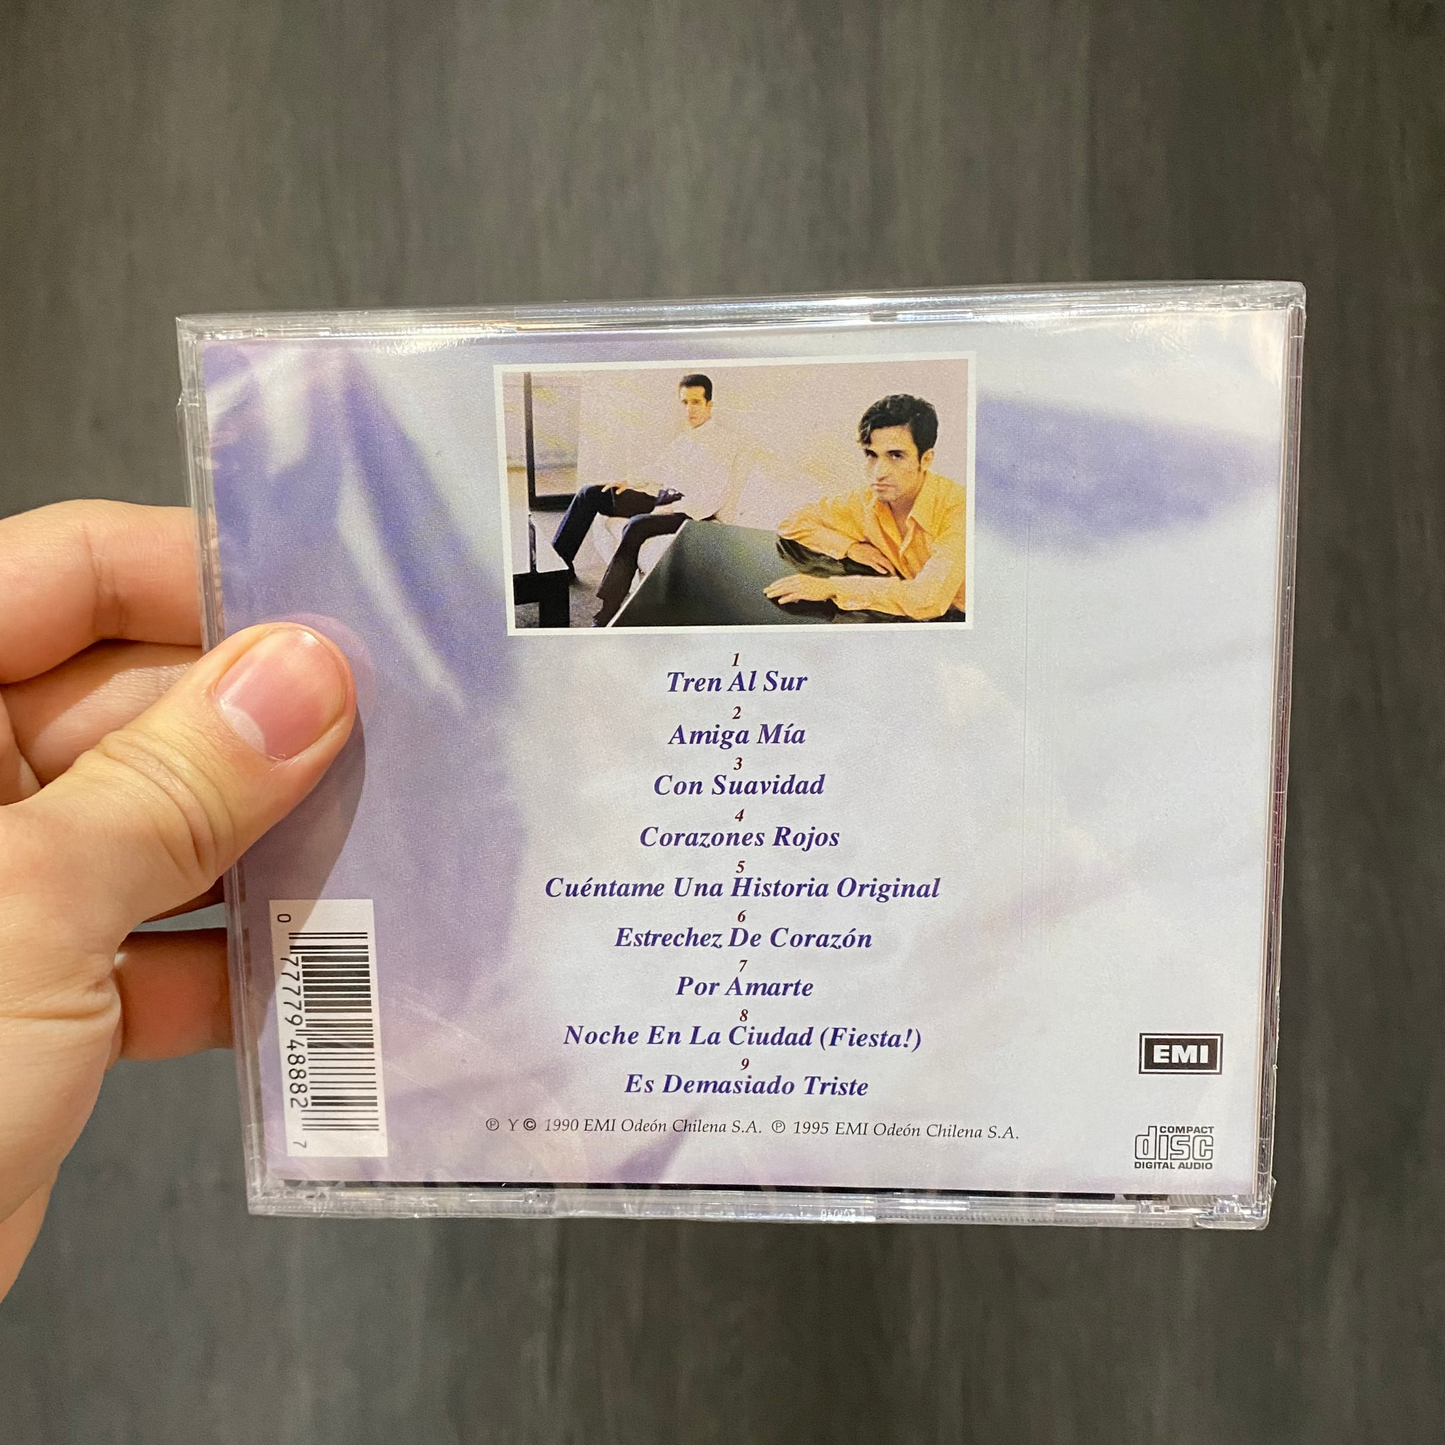 1
Tren Al Sur
2
Amiga Mía
3
Con Suavidad
4
Corazones Rojos
5
Cuéntame Una Historia Original
6
Estrechez De Corazón
7
Por Amarte
8
Noche En La Ciudad (Fiesta!)
9
Es Demasiado Triste
℗ Y © 1990 EMI Odeón Chilena S.A. ℗ 1995 EMI Odeón Chilena S.A.
0 77779 48882 7
EMI
COMPACT
disc
DIGITAL AUDIO